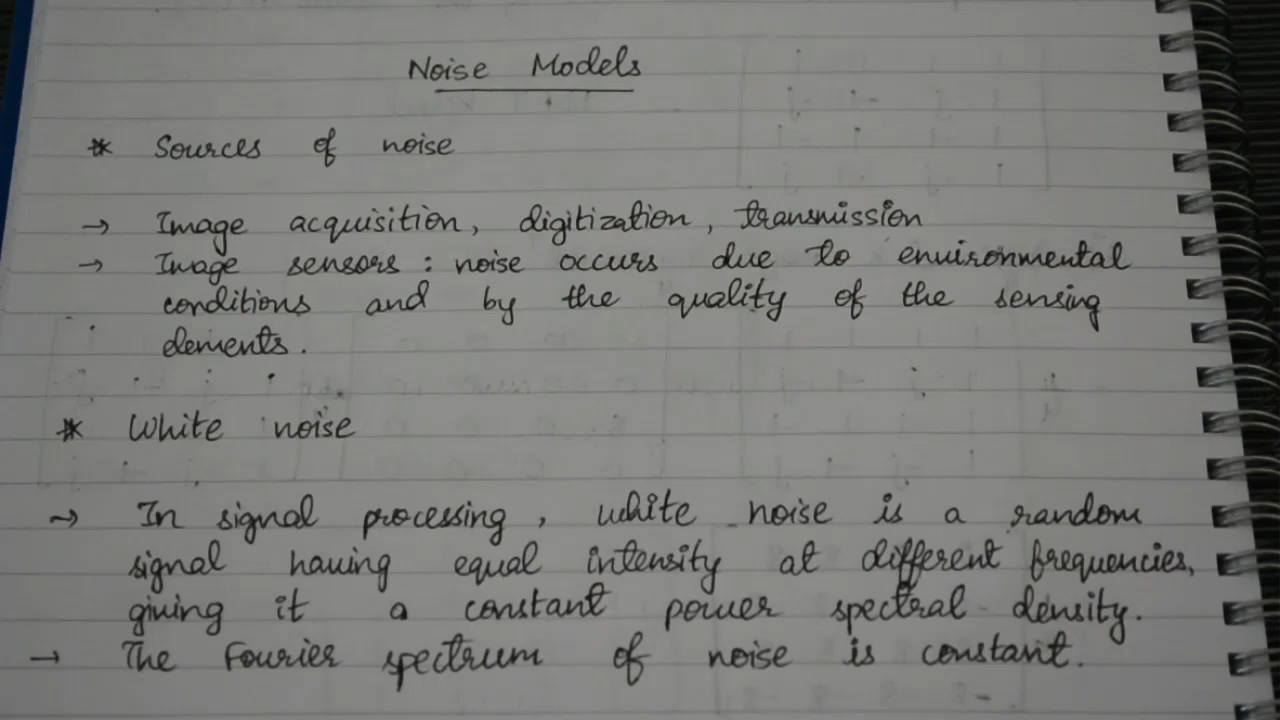 Noise Models
* Sources of noise
→ Image acquisition, digitization, transmission
→ Image sensors : noise occurs due to environmental
conditions and by the quality of the sensing
elements.
* White noise
→ In signal processing, white noise is a random
signal having equal intensity at different frequencies,
giving it a constant power spectral density.
→ The Fourier spectrum of noise is constant.